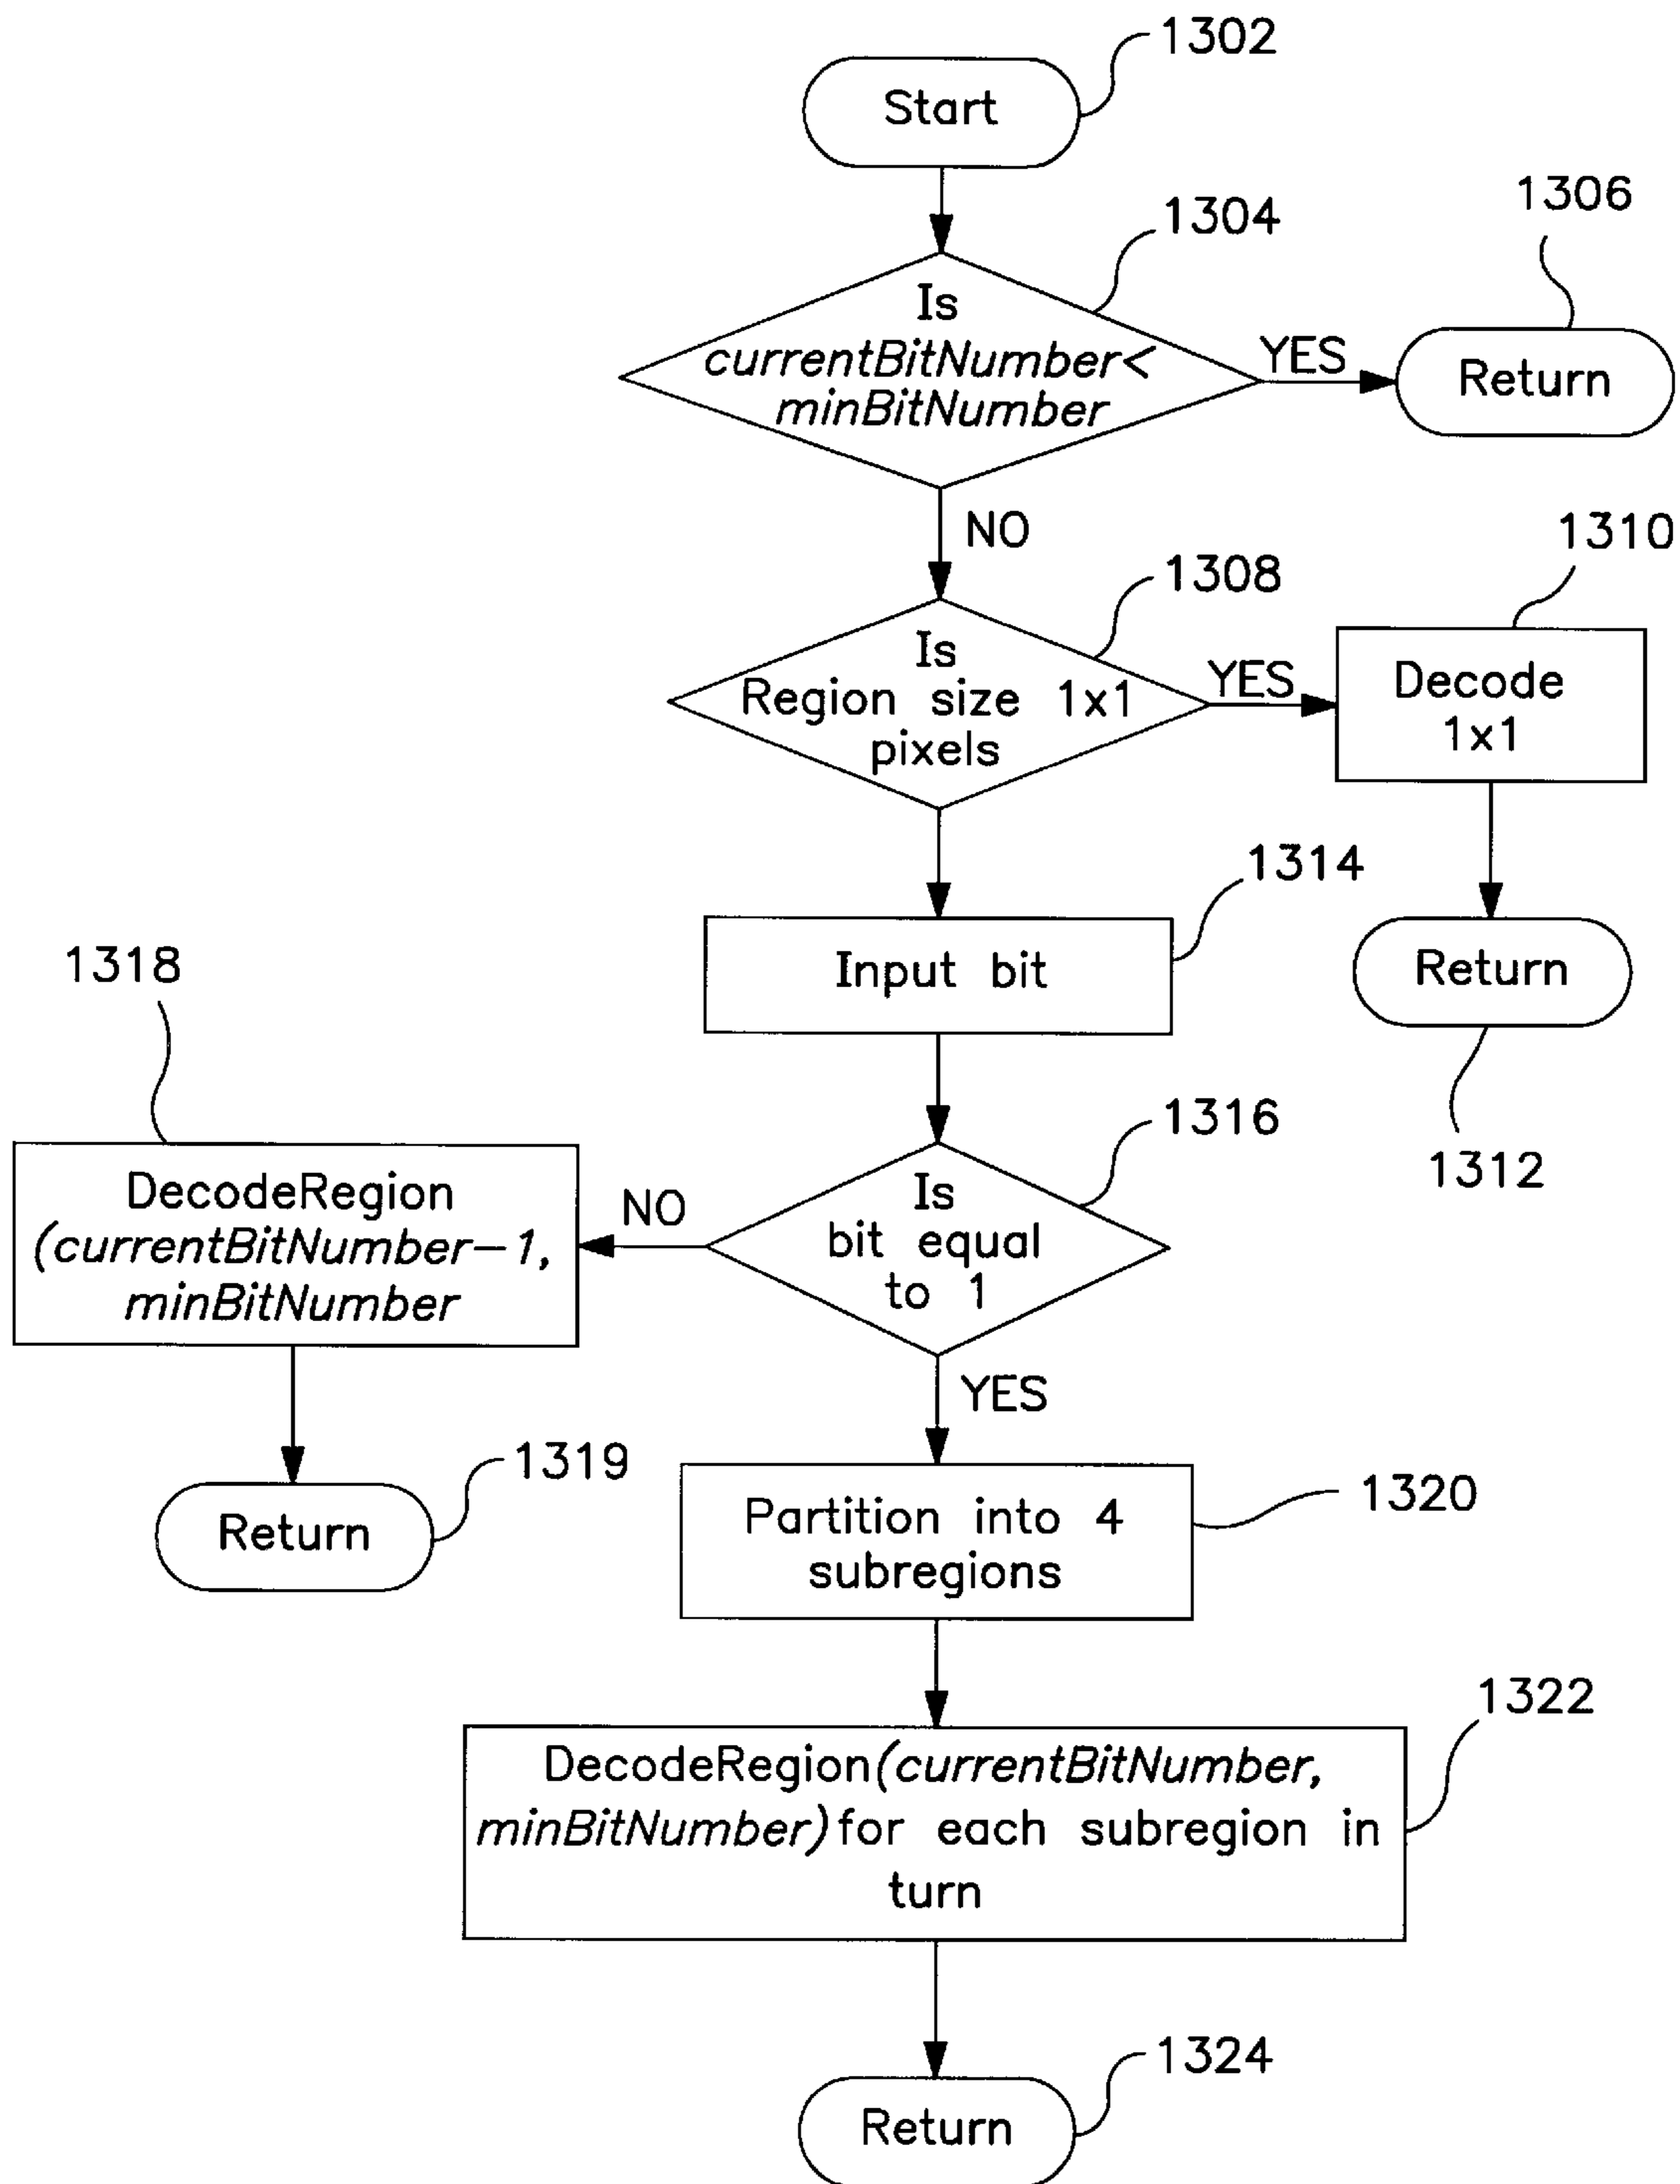 1302
Start
1304
1306
Is
currentBitNumber<
minBitNumber
YES
Return
NO
1308
1310
Is
Region size 1x1
pixels
YES
Decode
1x1
1314
Input bit
Return
1312
1318
1316
DecodeRegion
(currentBitNumber-1,
minBitNumber
NO
Is
bit equal
to 1
YES
1319
Return
1320
Partition into 4
subregions
1322
DecodeRegion(currentBitNumber,
minBitNumber)for each subregion in
turn
1324
Return